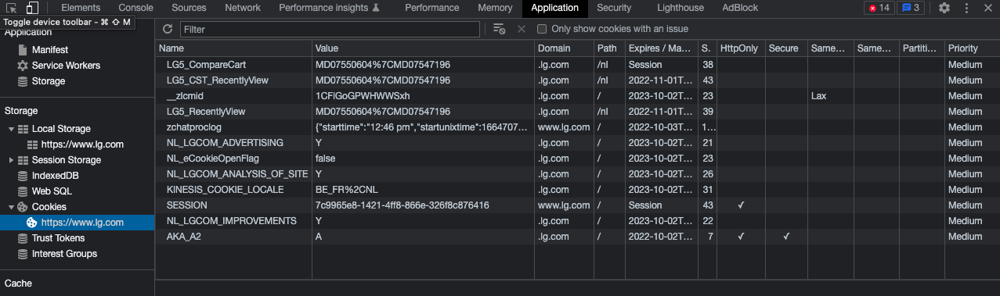 Elements Console Sources Network Performance insights Performance Memory Application Security Lighthouse AdBlock 14 3
Toggle device toolbar - ⌘ ⇧ M
Application
Manifest
Service Workers
Storage
Storage
Local Storage
https://www.lg.com
Session Storage
IndexedDB
Web SQL
Cookies
https://www.lg.com
Trust Tokens
Interest Groups
Cache
Filter Only show cookies with an issue
Name Value Domain Path Expires / Ma... S. HttpOnly Secure Same... Same... Partiti... Priority
LG5_CompareCart MD07550604%7CMD07547196 .lg.com /nl Session 38 Medium
LG5_CST_RecentlyView MD07550604%7CMD07547196 .lg.com /nl 2022-11-01T... 43 Medium
__zlcmid 1CFlGoGPWHWWSxh .lg.com / 2023-10-02T... 23 Lax Medium
LG5_RecentlyView MD07550604%7CMD07547196 .lg.com /nl 2022-11-01T... 39 Medium
zchatproclog {"starttime":"12:46 pm","startunixtime":1664707... www.lg.com / 2022-10-03T... 1... Medium
NL_LGCOM_ADVERTISING Y .lg.com / 2023-10-02T... 21 Medium
NL_eCookieOpenFlag false .lg.com / 2023-10-02T... 23 Medium
NL_LGCOM_ANALYSIS_OF_SITE Y .lg.com / 2023-10-02T... 26 Medium
KINESIS_COOKIE_LOCALE BE_FR%2CNL .lg.com / 2023-10-02T... 31 Medium
SESSION 7c9965e8-1421-4ff8-866e-326f8c876416 www.lg.com / Session 43 ✓ Medium
NL_LGCOM_IMPROVEMENTS Y .lg.com / 2023-10-02T... 22 Medium
AKA_A2 A .lg.com / 2022-10-02T... 7 ✓ ✓ Medium